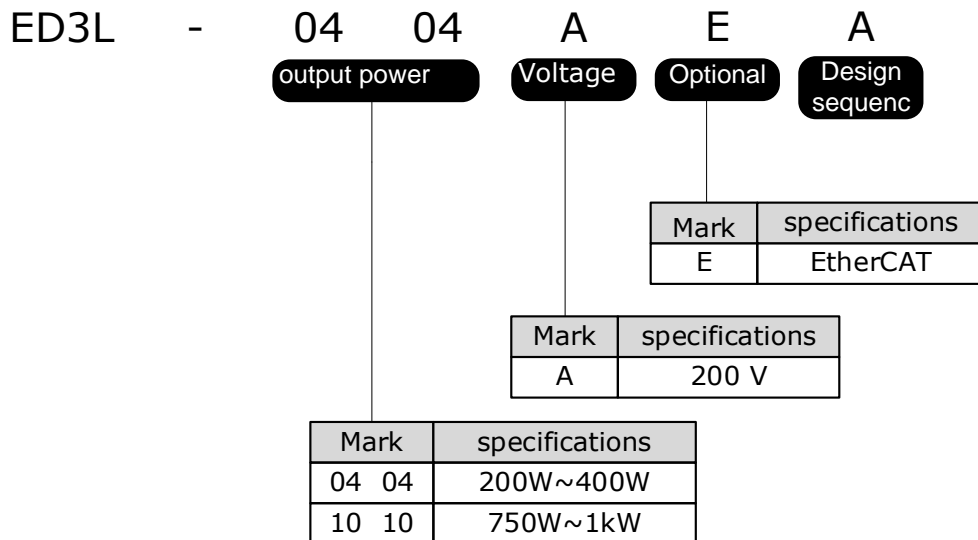 ED3L - 04 04 A E A
output power Voltage Optional Design
sequenc
Mark specifications
E EtherCAT
Mark specifications
A 200 V
Mark specifications
04 04 200W~400W
10 10 750W~1kW